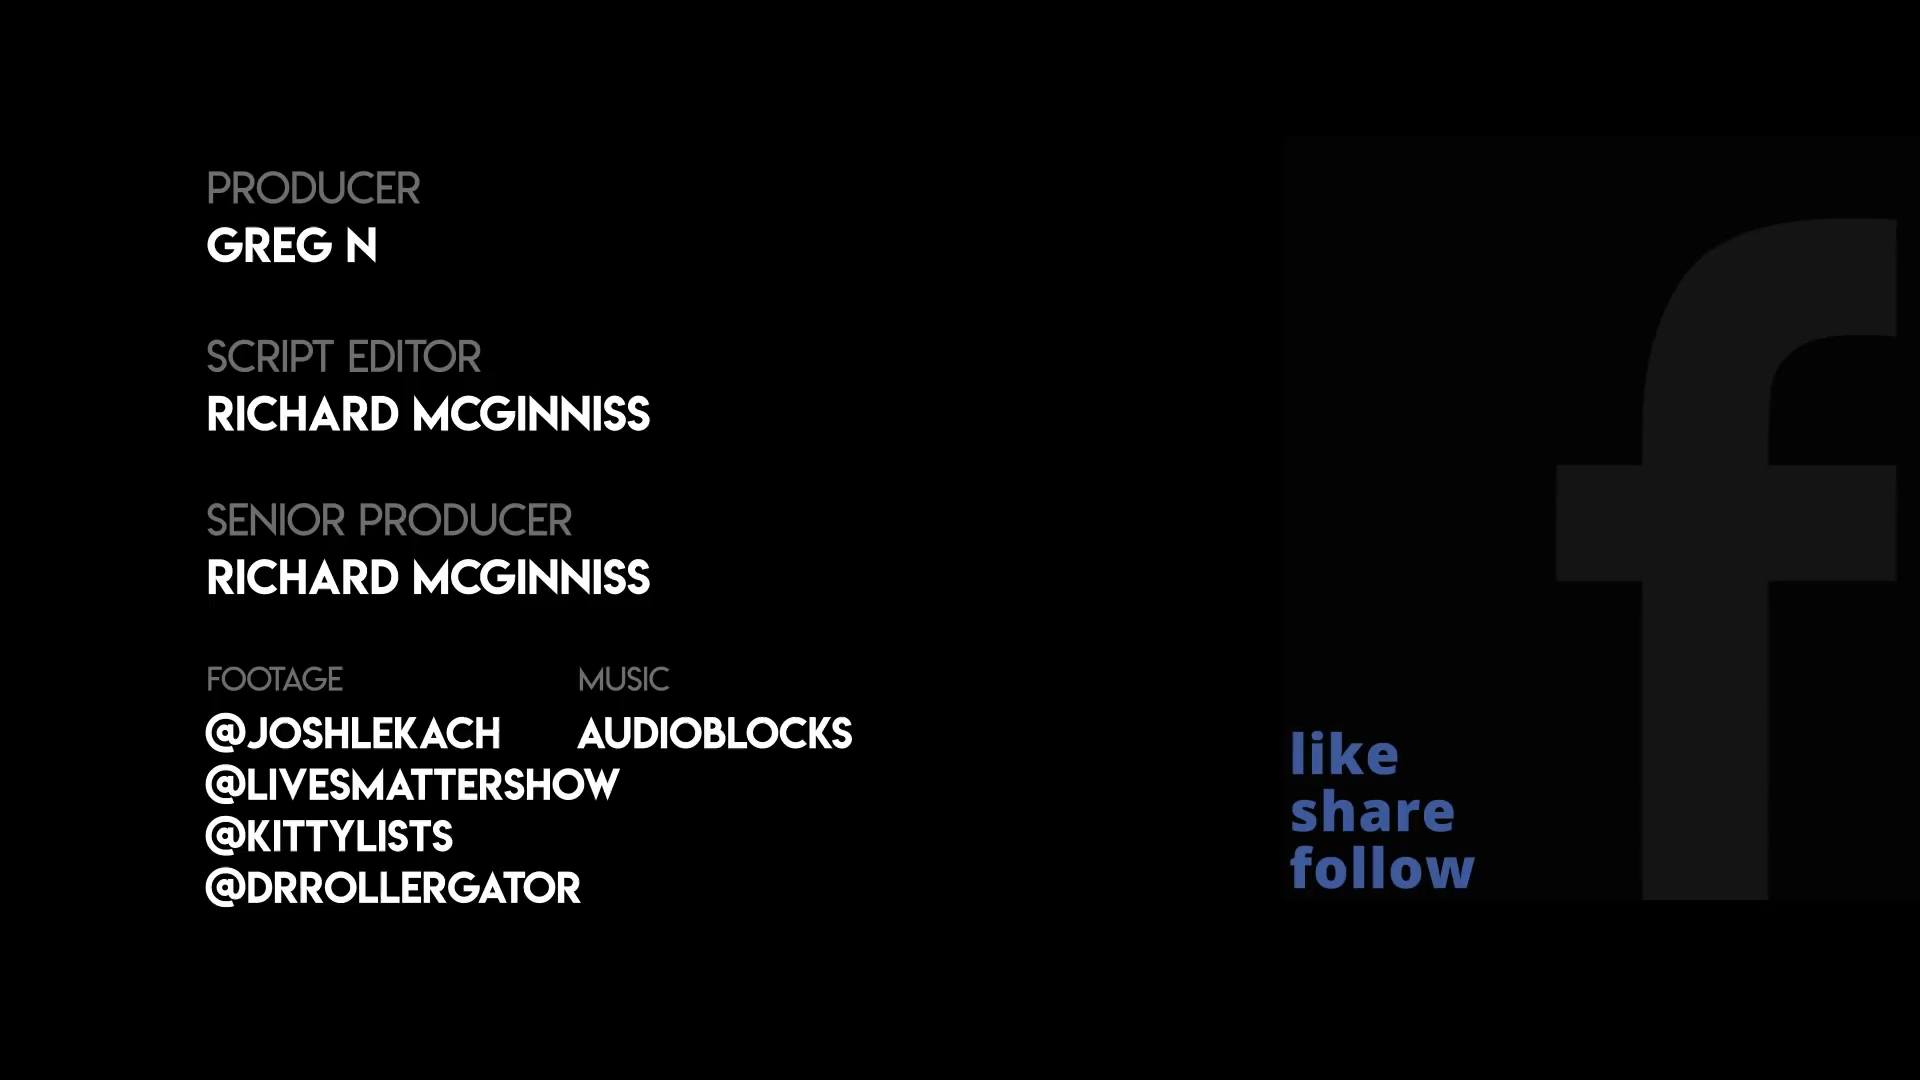 PRODUCER
GREG N
SCRIPT EDITOR
RICHARD MCGINNISS
SENIOR PRODUCER
RICHARD MCGINNISS
FOOTAGE
@JOSHLEKACH
@LIVESMATTERSHOW
@KITTYLISTS
@DRROLLERGATOR
MUSIC
AUDIOBLOCKS
like
share
follow
f